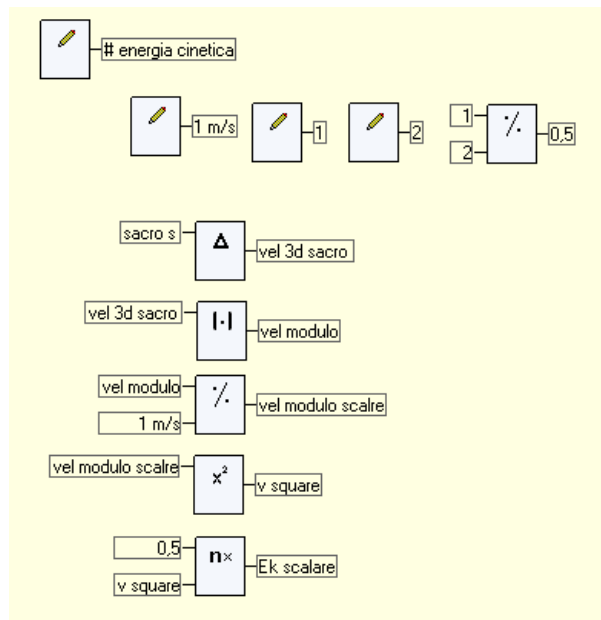 # energia cinetica
1 m/s
1
2
1
2
0,5
sacro s
Δ
vel 3d sacro
vel 3d sacro
|·|
vel modulo
vel modulo
1 m/s
·/.
vel modulo scalre
vel modulo scalre
x²
v square
0,5
v square
n×
Ek scalare